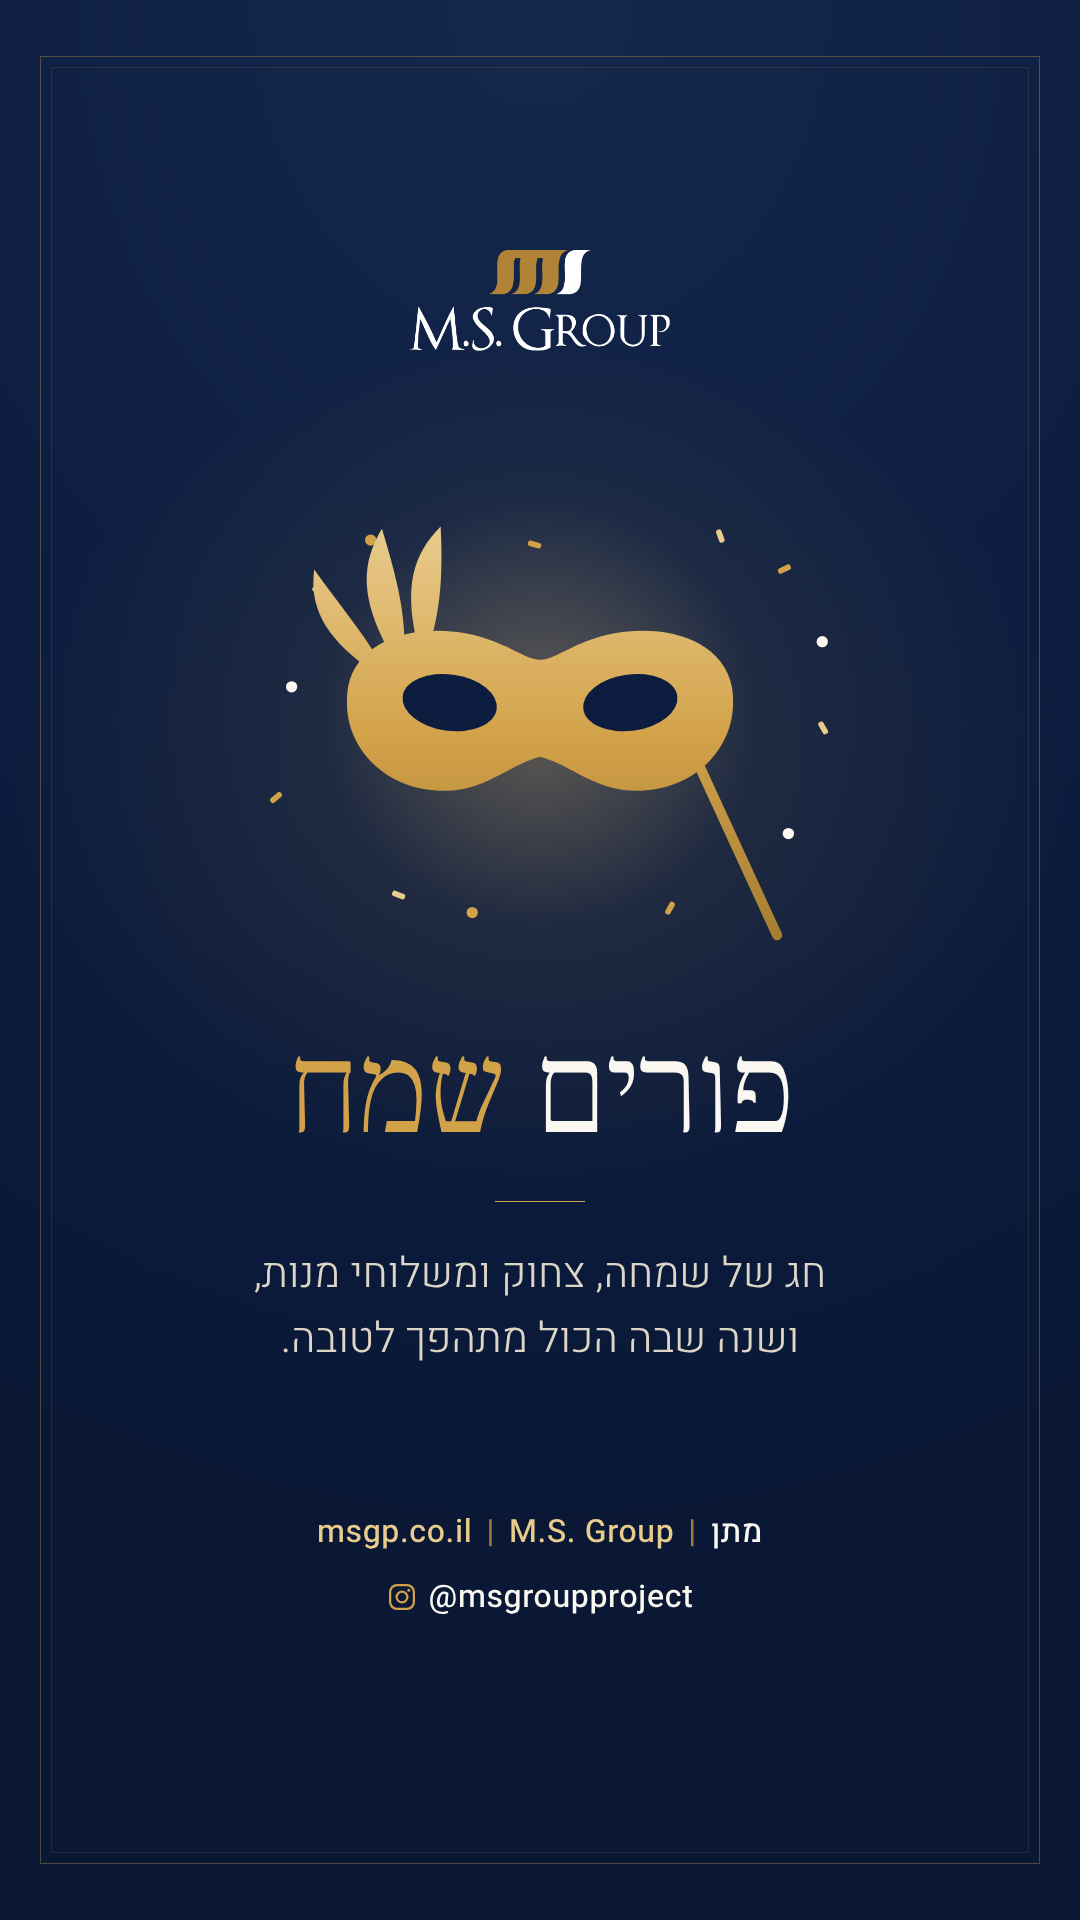 M.S. GROUP
פורים שמח
חג של שמחה, צחוק ומשלוחי מנות,
ושנה שבה הכול מתהפך לטובה.
מתן | M.S. Group | msgp.co.il
@msgroupproject